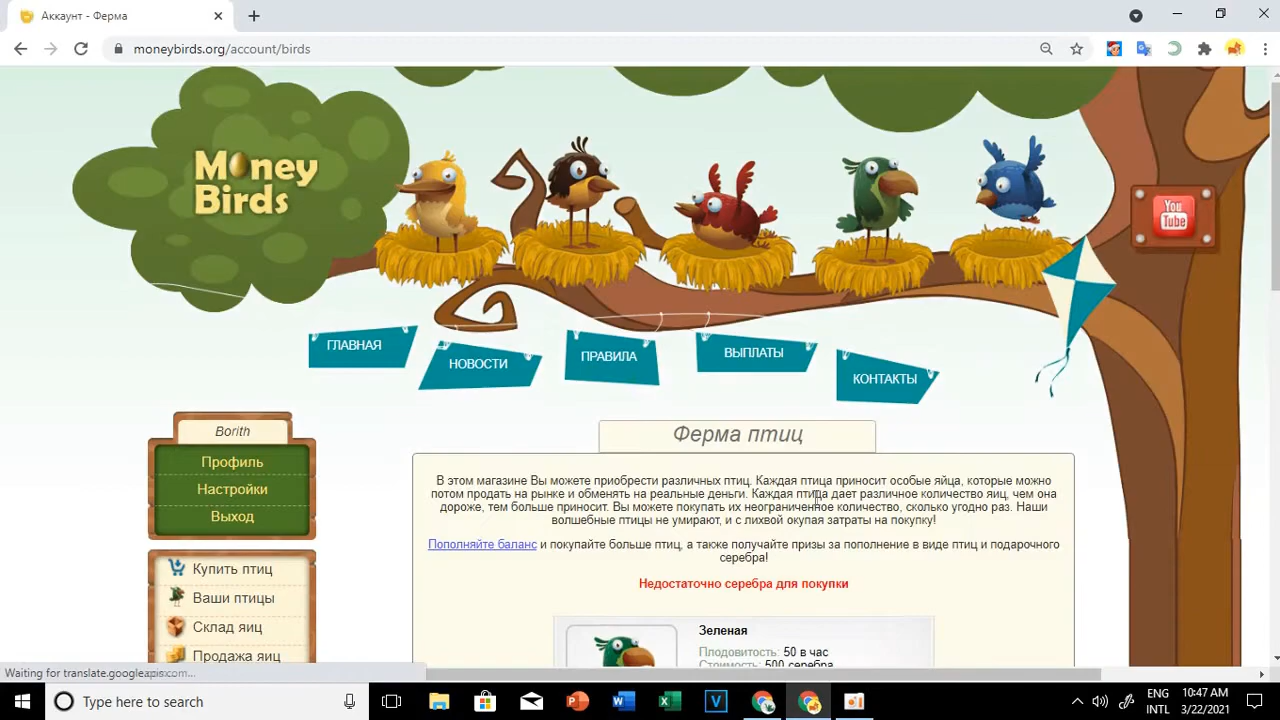 Аккаунт - Ферма
moneybirds.org/account/birds
Money
Birds
You
Tube
ГЛАВНАЯ
НОВОСТИ
ПРАВИЛА
ВЫПЛАТЫ
КОНТАКТЫ
Borith
Профиль
Настройки
Выход
Купить птиц
Ваши птицы
Склад яиц
Продажа яиц
Ферма птиц
В этом магазине Вы можете приобрести различных птиц. Каждая птица приносит особые яйца, которые можно
потом продать на рынке и обменять на реальные деньги. Каждая птица дает различное количество яиц, чем она
дороже, тем больше приносит. Вы можете покупать их неограниченное количество, сколько угодно раз. Наши
волшебные птицы не умирают, и с лихвой окупая затраты на покупку!
Пополняйте баланс и покупайте больше птиц, а также получайте призы за пополнение в виде птиц и подарочного
серебра!
Недостаточно серебра для покупки
Зеленая
Плодовитость: 50 в час
Стоимость: 500 серебра
Waiting for translate.googleapis.com...
Type here to search
ENG
INTL
10:47 AM
3/22/2021